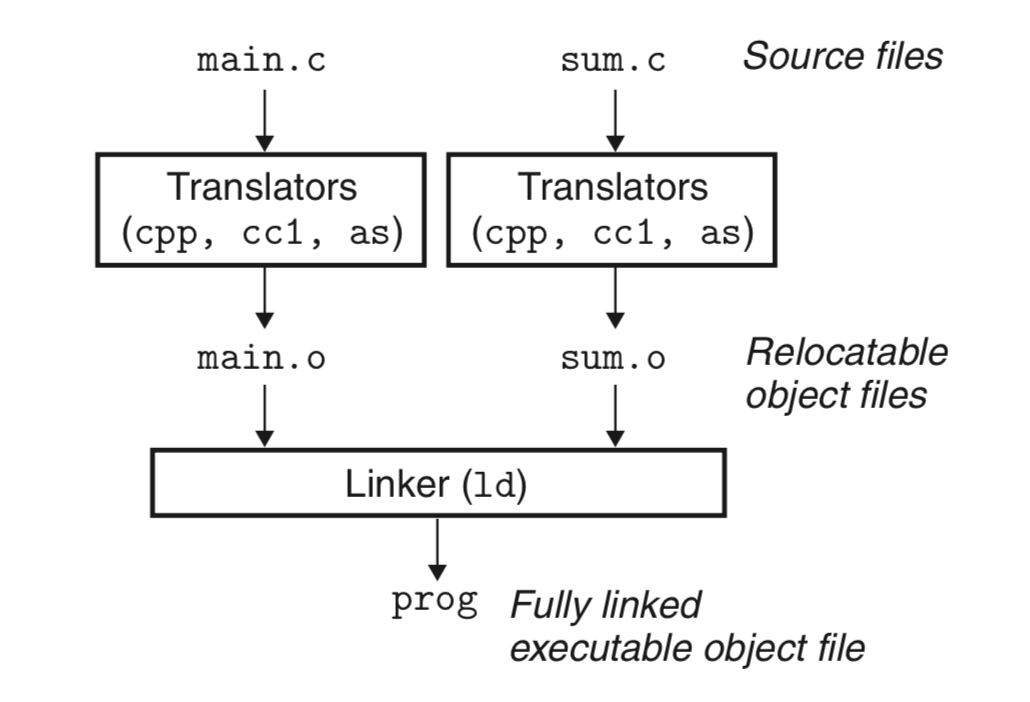 main.c
sum.c
Source files
Translators
(cpp, cc1, as)
Translators
(cpp, cc1, as)
main.o
sum.o
Relocatable
object files
Linker (ld)
prog
Fully linked
executable object file